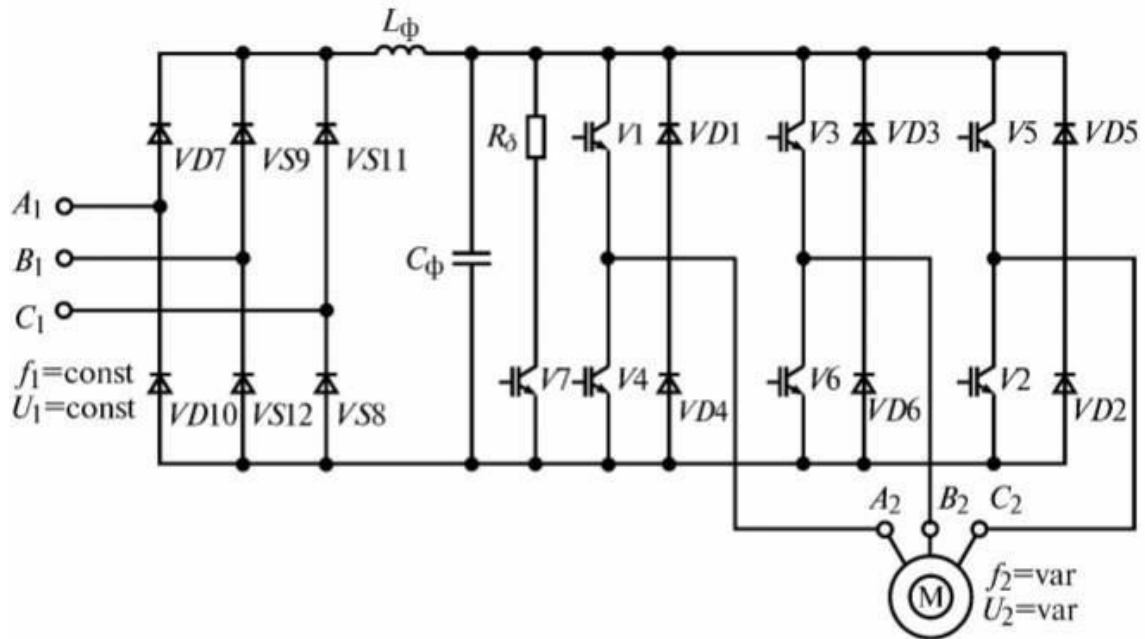 Lф
VD7
VS9
VS11
Rδ
V1
VD1
V3
VD3
V5
VD5
A1
B1
C1
Cф
f1=const
U1=const
VD10
VS12
VS8
V7
V4
VD4
V6
VD6
V2
VD2
A2
B2
C2
M
f2=var
U2=var